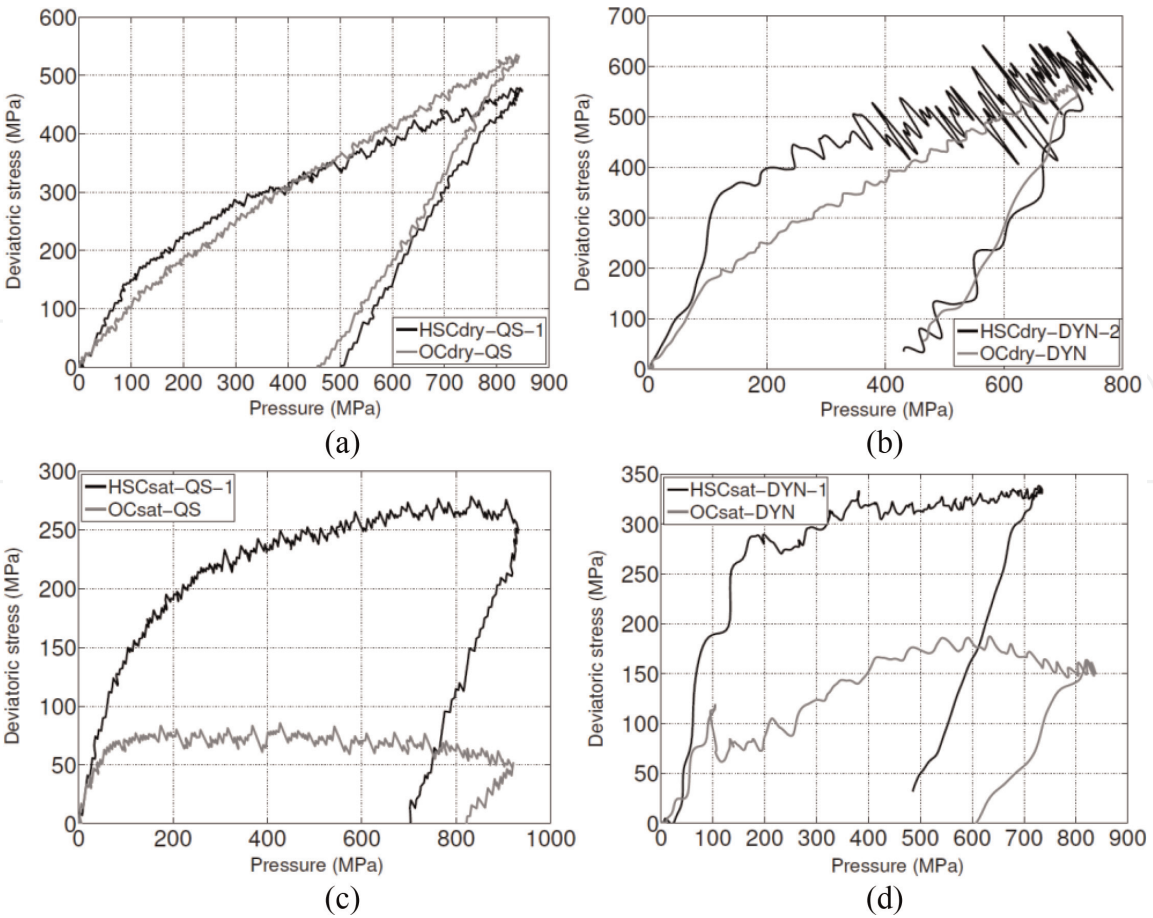 600
500
400
300
200
100
0
Deviatoric stress (MPa)
HSCdry-QS-1
OCdry-QS
0 100 200 300 400 500 600 700 800 900
Pressure (MPa)
(a)
700
600
500
400
300
200
100
0
Deviatoric stress (MPa)
HSCdry-DYN-2
OCdry-DYN
200 400 600 800
Pressure (MPa)
(b)
300
250
200
150
100
50
0
Deviatoric stress (MPa)
HSCsat-QS-1
OCsat-QS
0 200 400 600 800 1000
Pressure (MPa)
(c)
350
300
250
200
150
100
50
0
Deviatoric stress (MPa)
HSCsat-DYN-1
OCsat-DYN
0 100 200 300 400 500 600 700 800 900
Pressure (MPa)
(d)